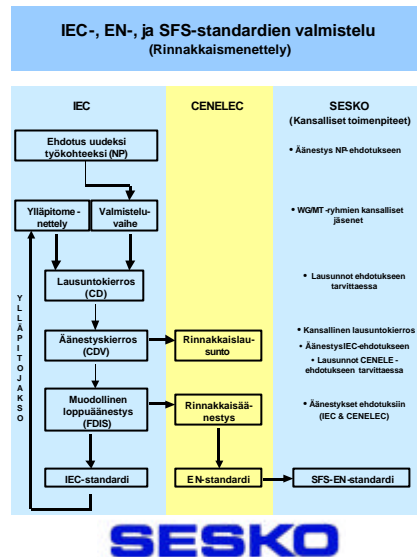 IEC-, EN-, ja SFS-standardien valmistelu
(Rinnakkaismenettely)
IEC
CENELEC
SESKO
(Kansalliset toimenpiteet)
Ehdotus uudeksi
työkohteeksi (NP)
• Äänestys NP-ehdotukseen
Ylläpitome -
nettely
Valmistelu-
vaihe
• WG/MT -ryhmien kansalliset
jäsenet
Lausuntokierros
(CD)
• Lausunnot ehdotukseen
tarvittaessa
YLLÄPITOJAKSO
Äänestyskierros
(CDV)
Rinnakkaislau-
sunto
• Kansallinen lausuntokierros
• ÄänestysIEC-ehdotukseen
• Lausunnot CENELE -
ehdotukseen tarvittaessa
Muodollinen
loppuäänestys
(FDIS)
Rinnakkaisää-
nestys
• Äänestykset ehdotuksiin
(IEC & CENELEC)
IEC-standardi
EN-standardi
SFS-EN-standardi
SESKO